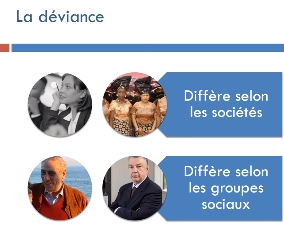 La déviance
Diffère selon
les sociétés
Diffère selon
les groupes
sociaux